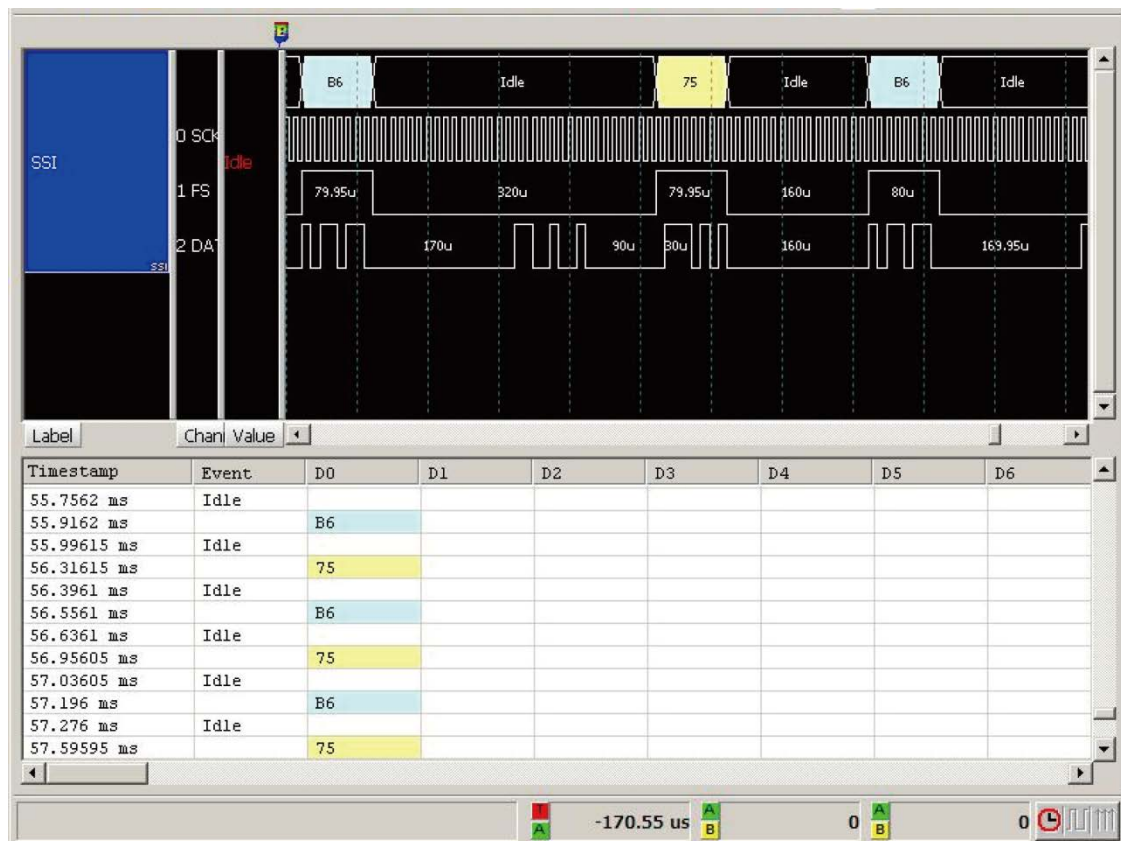 B6 Idle 75 Idle B6 Idle
0 SCK
SSI Idle
1 FS 79.95u 320u 79.95u 160u 80u
2 DAT 170u 90u 30u 160u 169.95u
SSI
Label Chan Value
Timestamp Event D0 D1 D2 D3 D4 D5 D6
55.7562 ms Idle
55.9162 ms B6
55.99615 ms Idle
56.31615 ms 75
56.3961 ms Idle
56.5561 ms B6
56.6361 ms Idle
56.95605 ms 75
57.03605 ms Idle
57.196 ms B6
57.276 ms Idle
57.59595 ms 75
T
A -170.55 us A
B 0 A
B 0